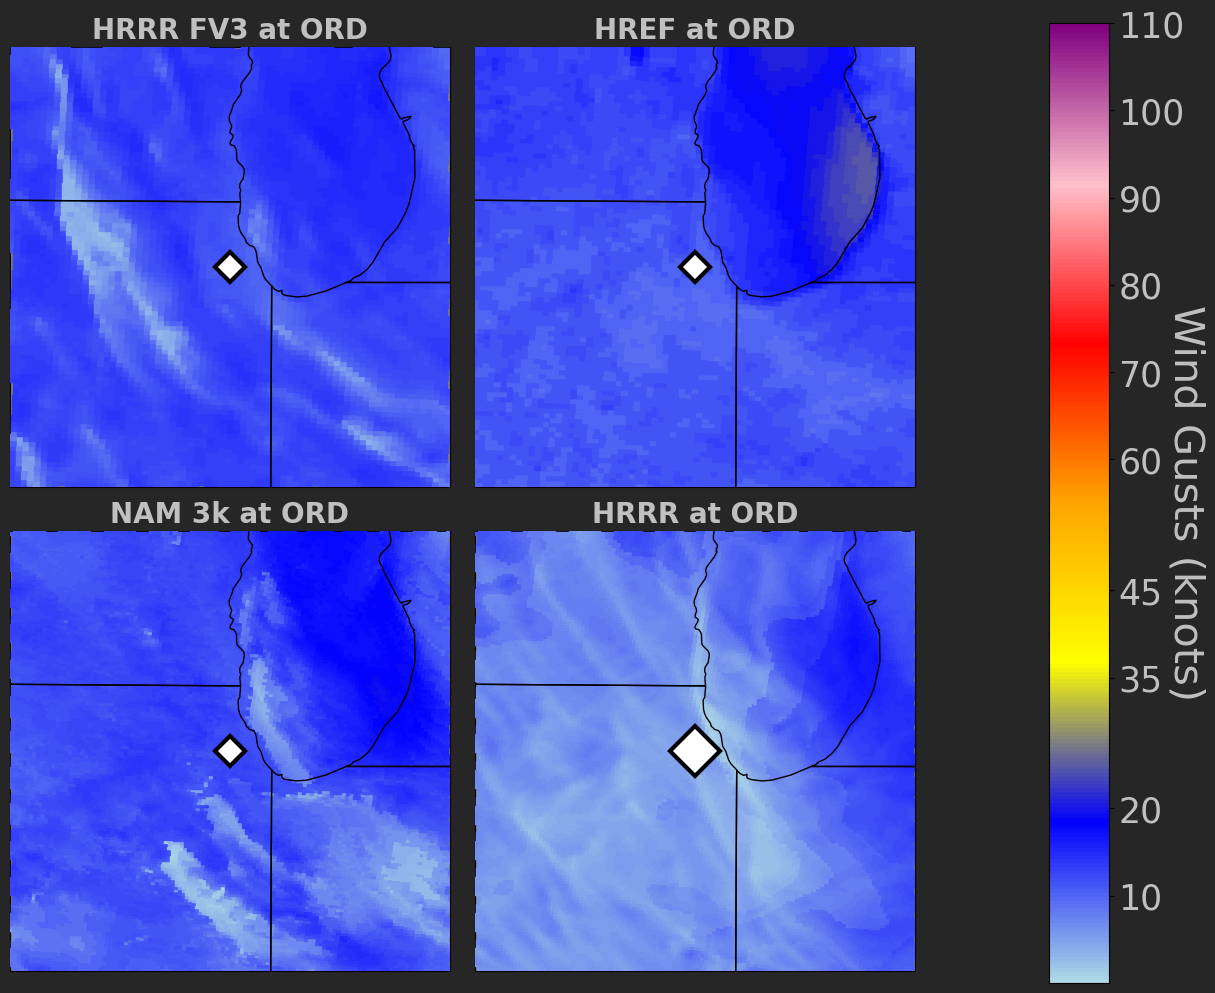 HRRR FV3 at ORD
HREF at ORD
NAM 3k at ORD
HRRR at ORD
110
100
90
80
70
60
45
35
20
10
Wind Gusts (knots)